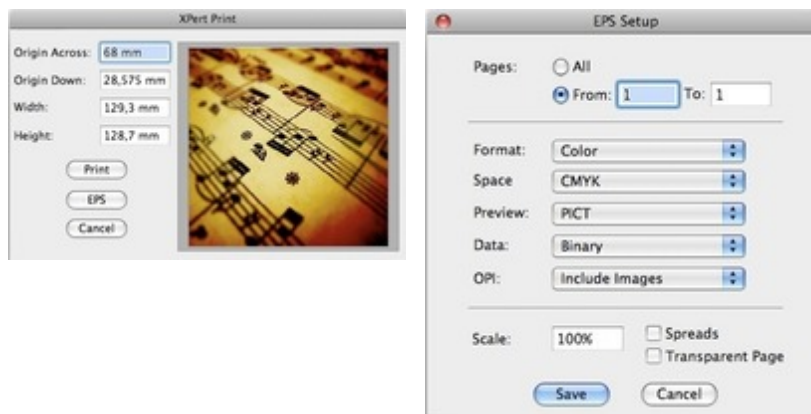 XPert Print
Origin Across: 68 mm
Origin Down: 28,575 mm
Width: 129,3 mm
Height: 128,7 mm
Print
EPS
Cancel
EPS Setup
Pages: All
From: 1 To: 1
Format: Color
Space CMYK
Preview: PICT
Data: Binary
OPI: Include Images
Scale: 100% Spreads
Transparent Page
Save Cancel